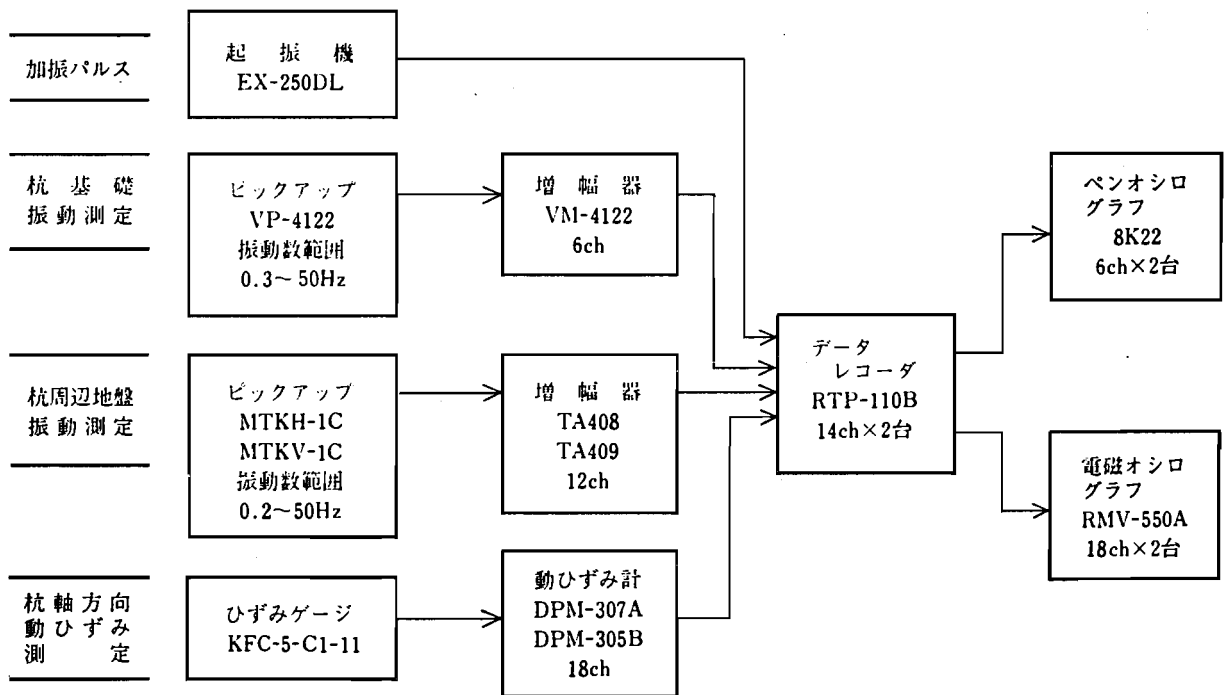 加振パルス
起振機
EX-250DL
杭基礎
振動測定
ピックアップ
VP-4122
振動数範囲
0.3～50Hz
増幅器
VM-4122
6ch
杭周辺地盤
振動測定
ピックアップ
MTKH-1C
MTKV-1C
振動数範囲
0.2～50Hz
増幅器
TA408
TA409
12ch
杭軸方向
動ひずみ
測定
ひずみゲージ
KFC-5-C1-11
動ひずみ計
DPM-307A
DPM-305B
18ch
データ
レコーダ
RTP-110B
14ch×2台
ペンオシロ
グラフ
8K22
6ch×2台
電磁オシロ
グラフ
RMV-550A
18ch×2台